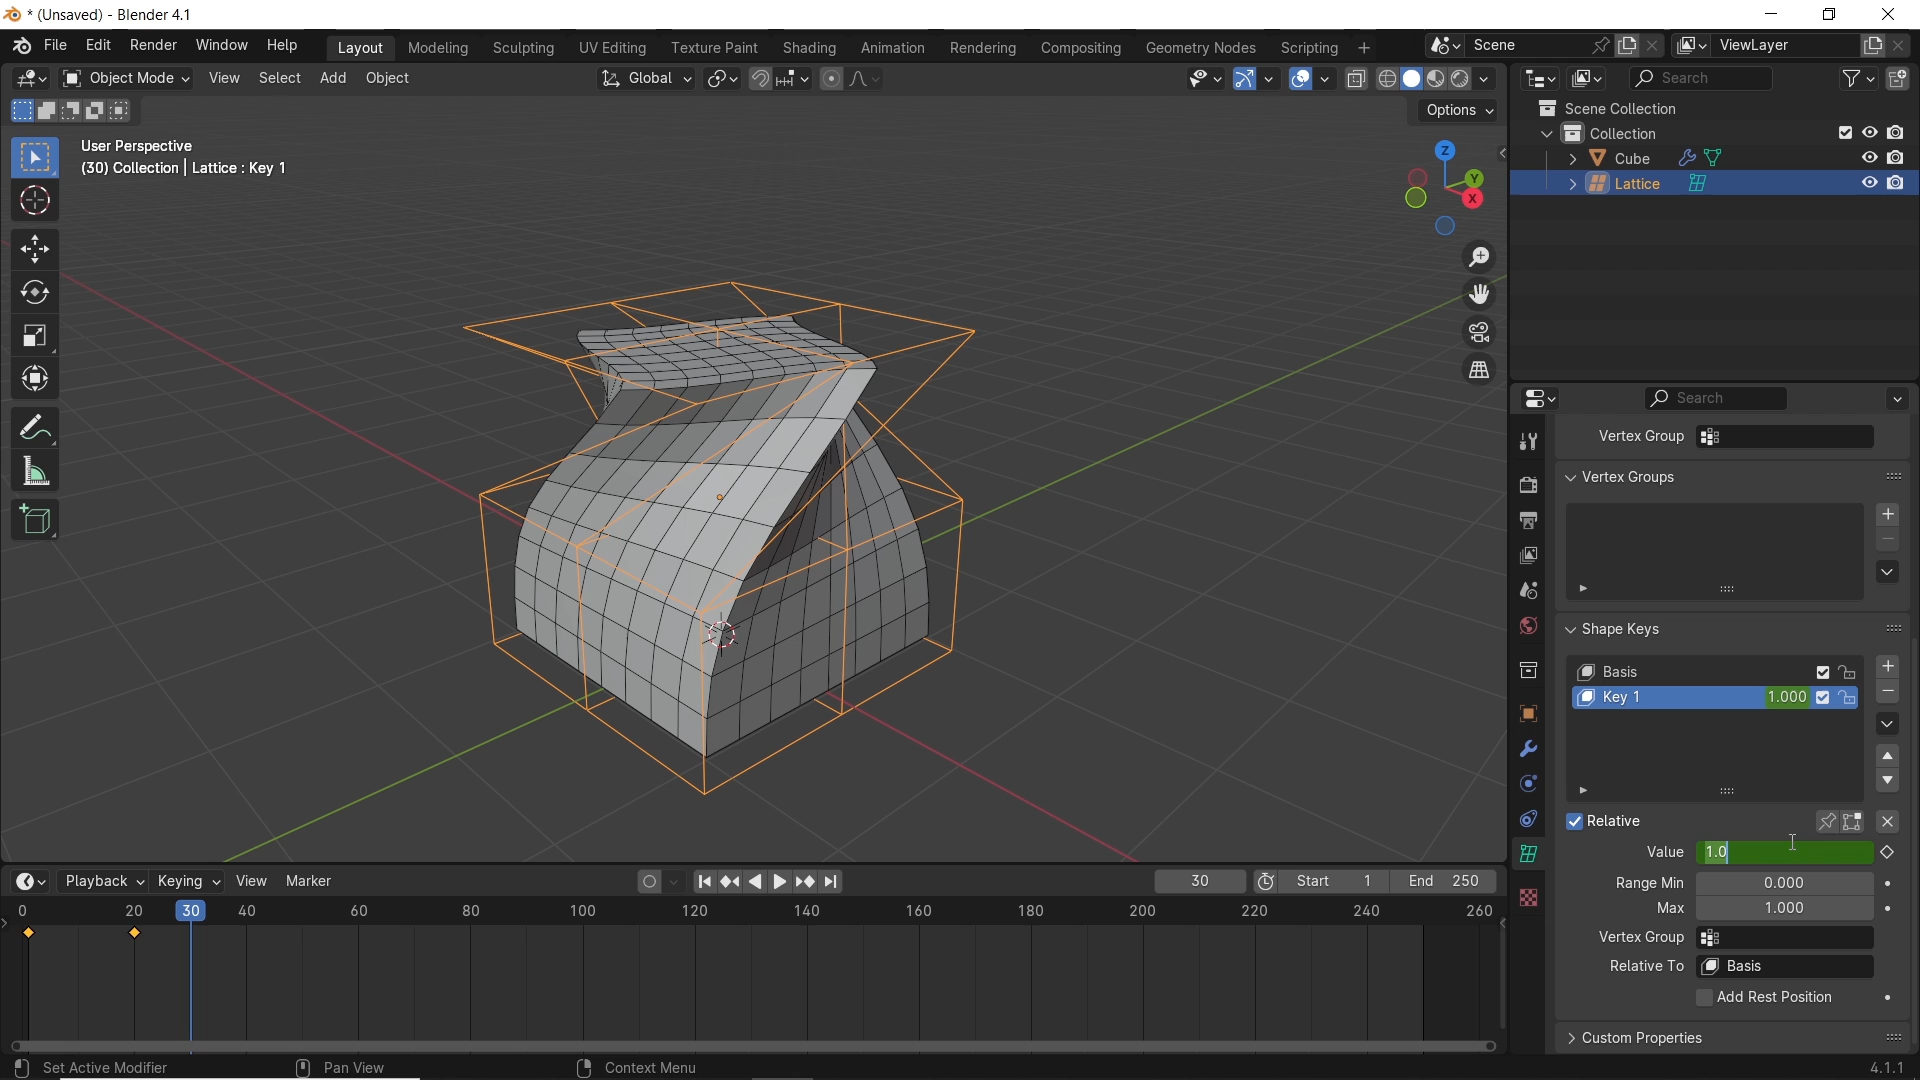 * (Unsaved) - Blender 4.1
File Edit Render Window Help Layout Modeling Sculpting UV Editing Texture Paint Shading Animation Rendering Compositing Geometry Nodes Scripting + Scene ViewLayer
Object Mode View Select Add Object Global Search
Options
User Perspective
(30) Collection | Lattice : Key 1
Z
Y
X
Scene Collection
Collection
Cube
Lattice
Search
Vertex Group
Vertex Groups
Shape Keys
Basis
Key 1 1.000
Relative
Value 1.0
Range Min 0.000
Max 1.000
Vertex Group
Relative To Basis
Add Rest Position
Custom Properties
Playback Keying View Marker 30 Start 1 End 250
0 20 30 40 60 80 100 120 140 160 180 200 220 240 260
Set Active Modifier Pan View Context Menu 4.1.1